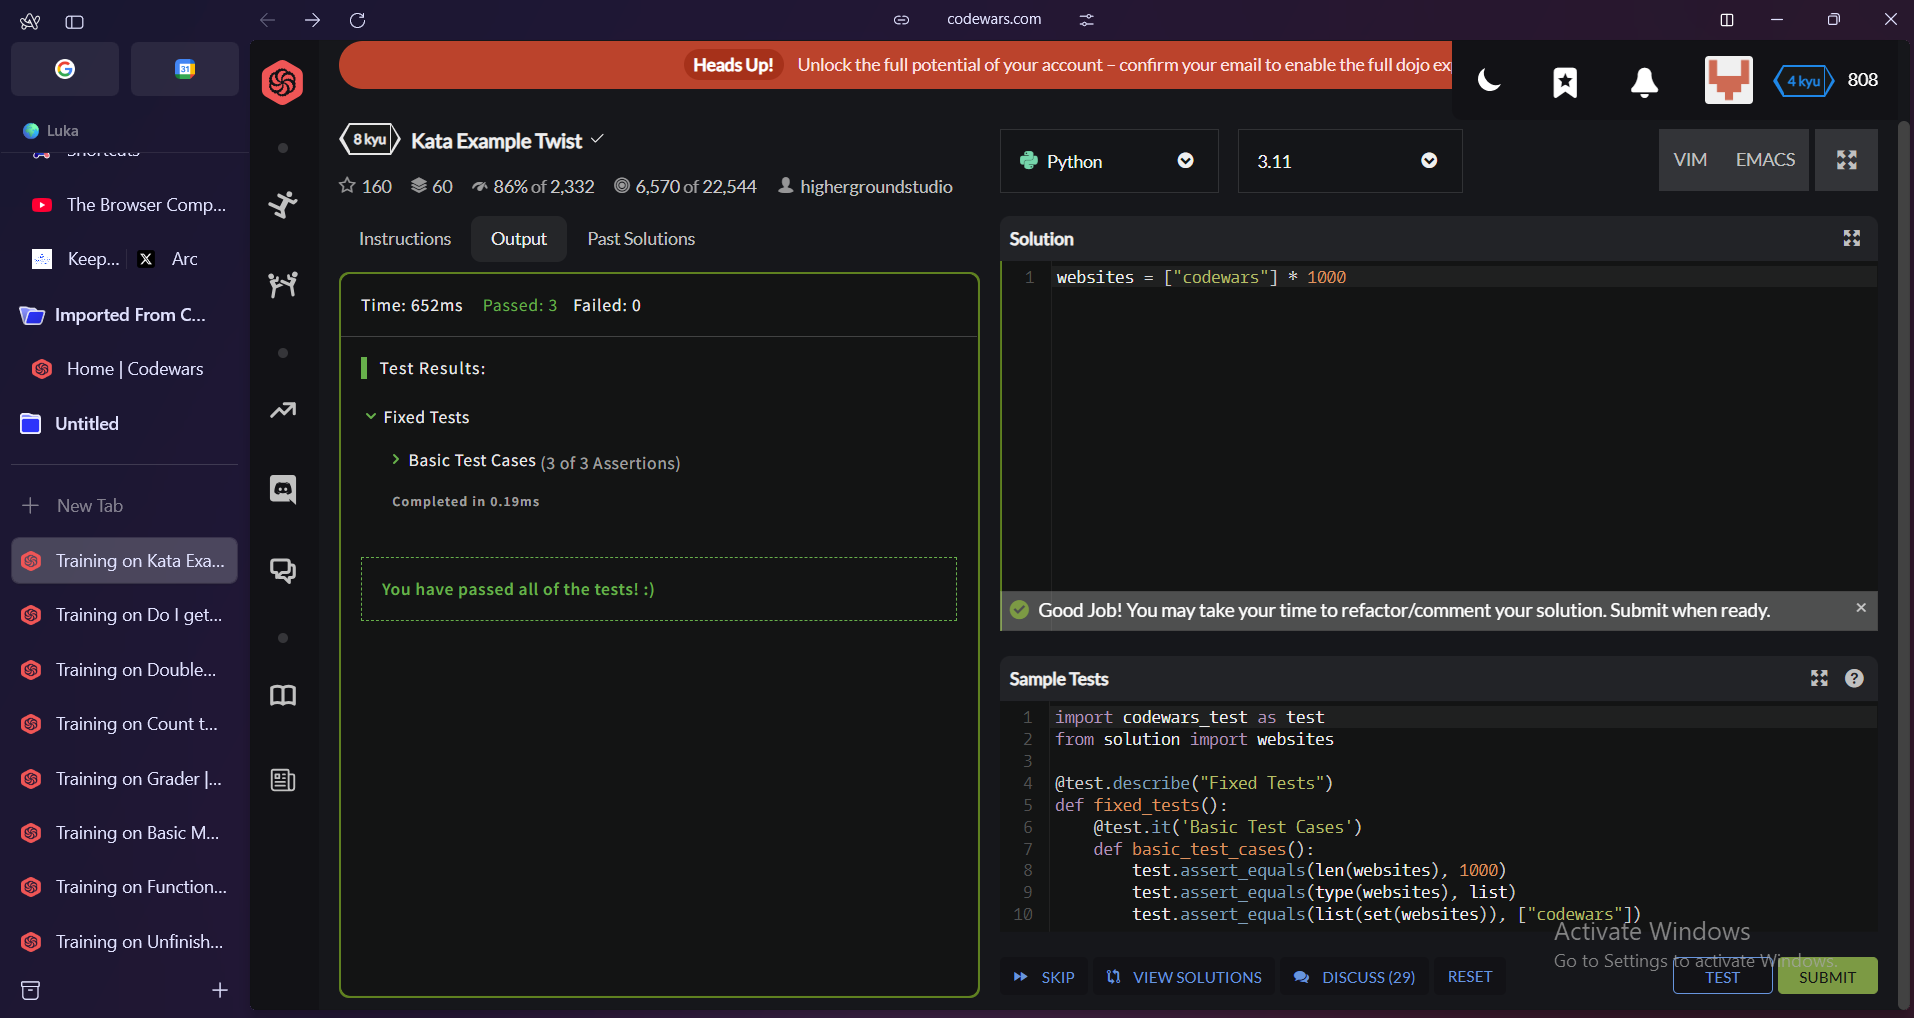 codewars.com
31
Luka
Shortcuts
The Browser Comp...
Keep...
Arc
Imported From C...
Home | Codewars
Untitled
New Tab
Training on Kata Exa...
Training on Do I get...
Training on Double...
Training on Count t...
Training on Grader |...
Training on Basic M...
Training on Function...
Training on Unfinish...
Heads Up! Unlock the full potential of your account – confirm your email to enable the full dojo ex
4 kyu 808
8 kyu Kata Example Twist
160 60 86% of 2,332 6,570 of 22,544 highergroundstudio
Python 3.11 VIM EMACS
Instructions Output Past Solutions
Time: 652ms Passed: 3 Failed: 0
Test Results:
Fixed Tests
Basic Test Cases (3 of 3 Assertions)
Completed in 0.19ms
You have passed all of the tests! :)
Solution
1 websites = ["codewars"] * 1000
Good Job! You may take your time to refactor/comment your solution. Submit when ready.
Sample Tests
1 import codewars_test as test
2 from solution import websites
3
4 @test.describe("Fixed Tests")
5 def fixed_tests():
6     @test.it('Basic Test Cases')
7     def basic_test_cases():
8         test.assert_equals(len(websites), 1000)
9         test.assert_equals(type(websites), list)
10         test.assert_equals(list(set(websites)), ["codewars"])
Activate Windows
Go to Settings to activate Windows.
SKIP VIEW SOLUTIONS DISCUSS (29) RESET TEST SUBMIT